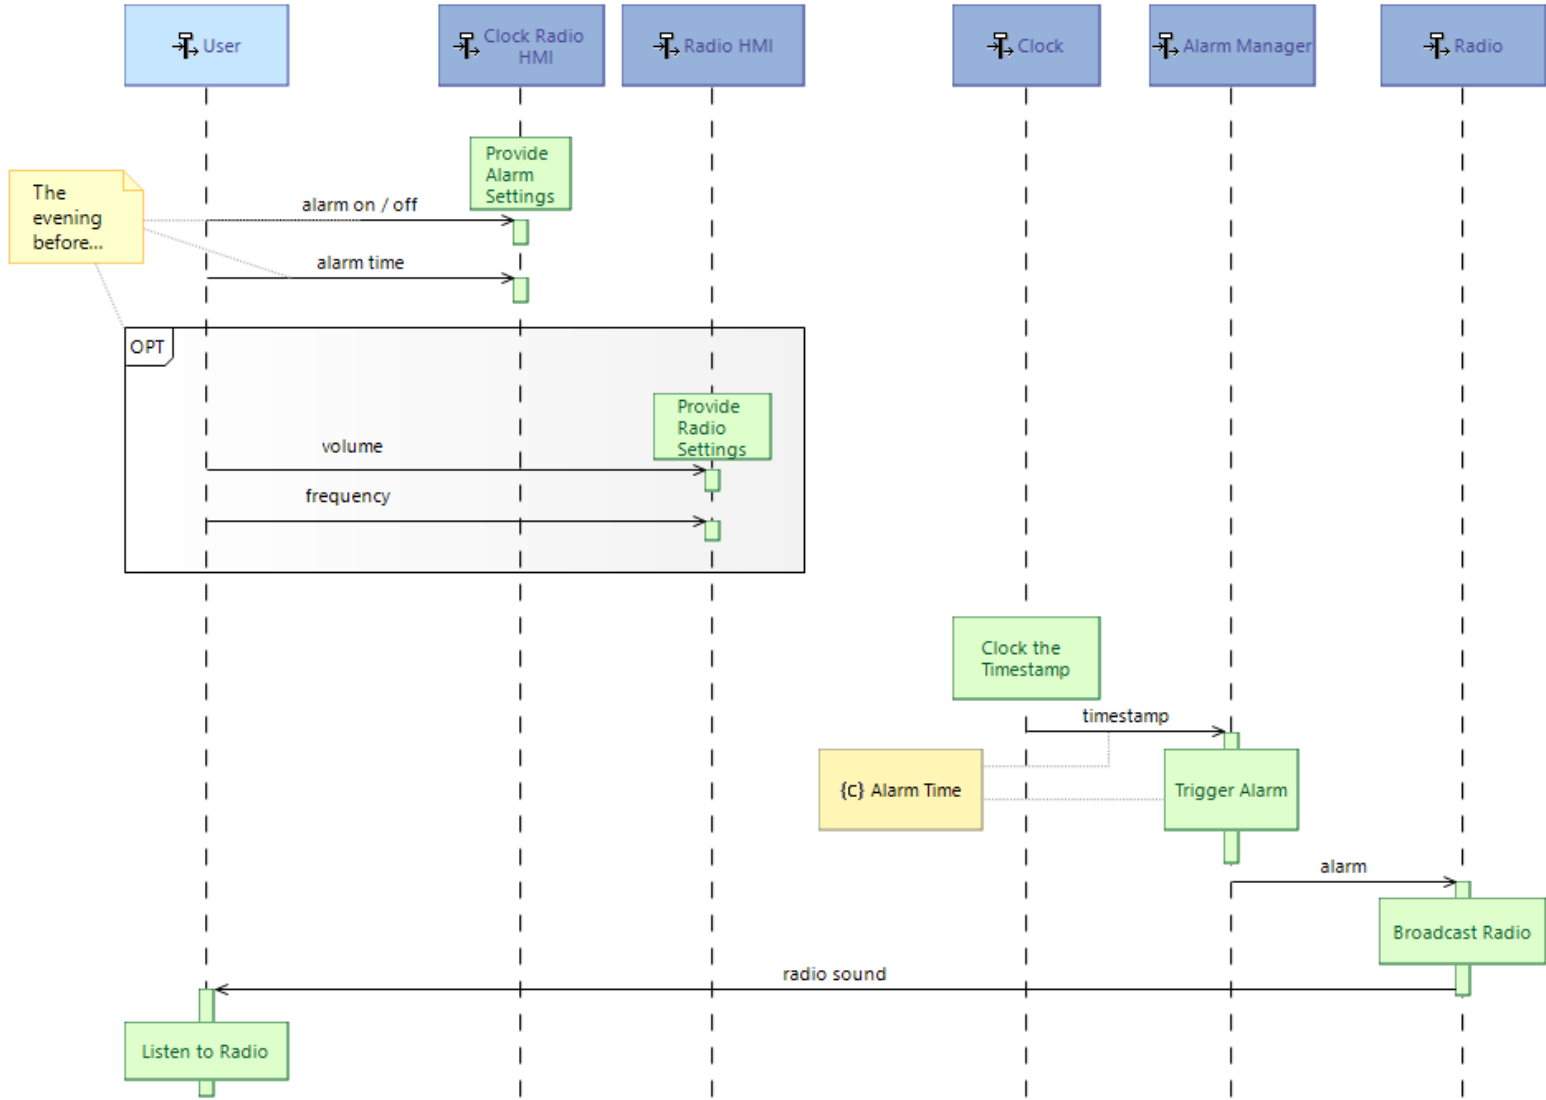 User
Clock Radio
HMI
Radio HMI
Clock
Alarm Manager
Radio
Provide
Alarm
Settings
The
evening
before...
alarm on / off
alarm time
OPT
Provide
Radio
Settings
volume
frequency
Clock the
Timestamp
timestamp
{c} Alarm Time
Trigger Alarm
alarm
Broadcast Radio
radio sound
Listen to Radio